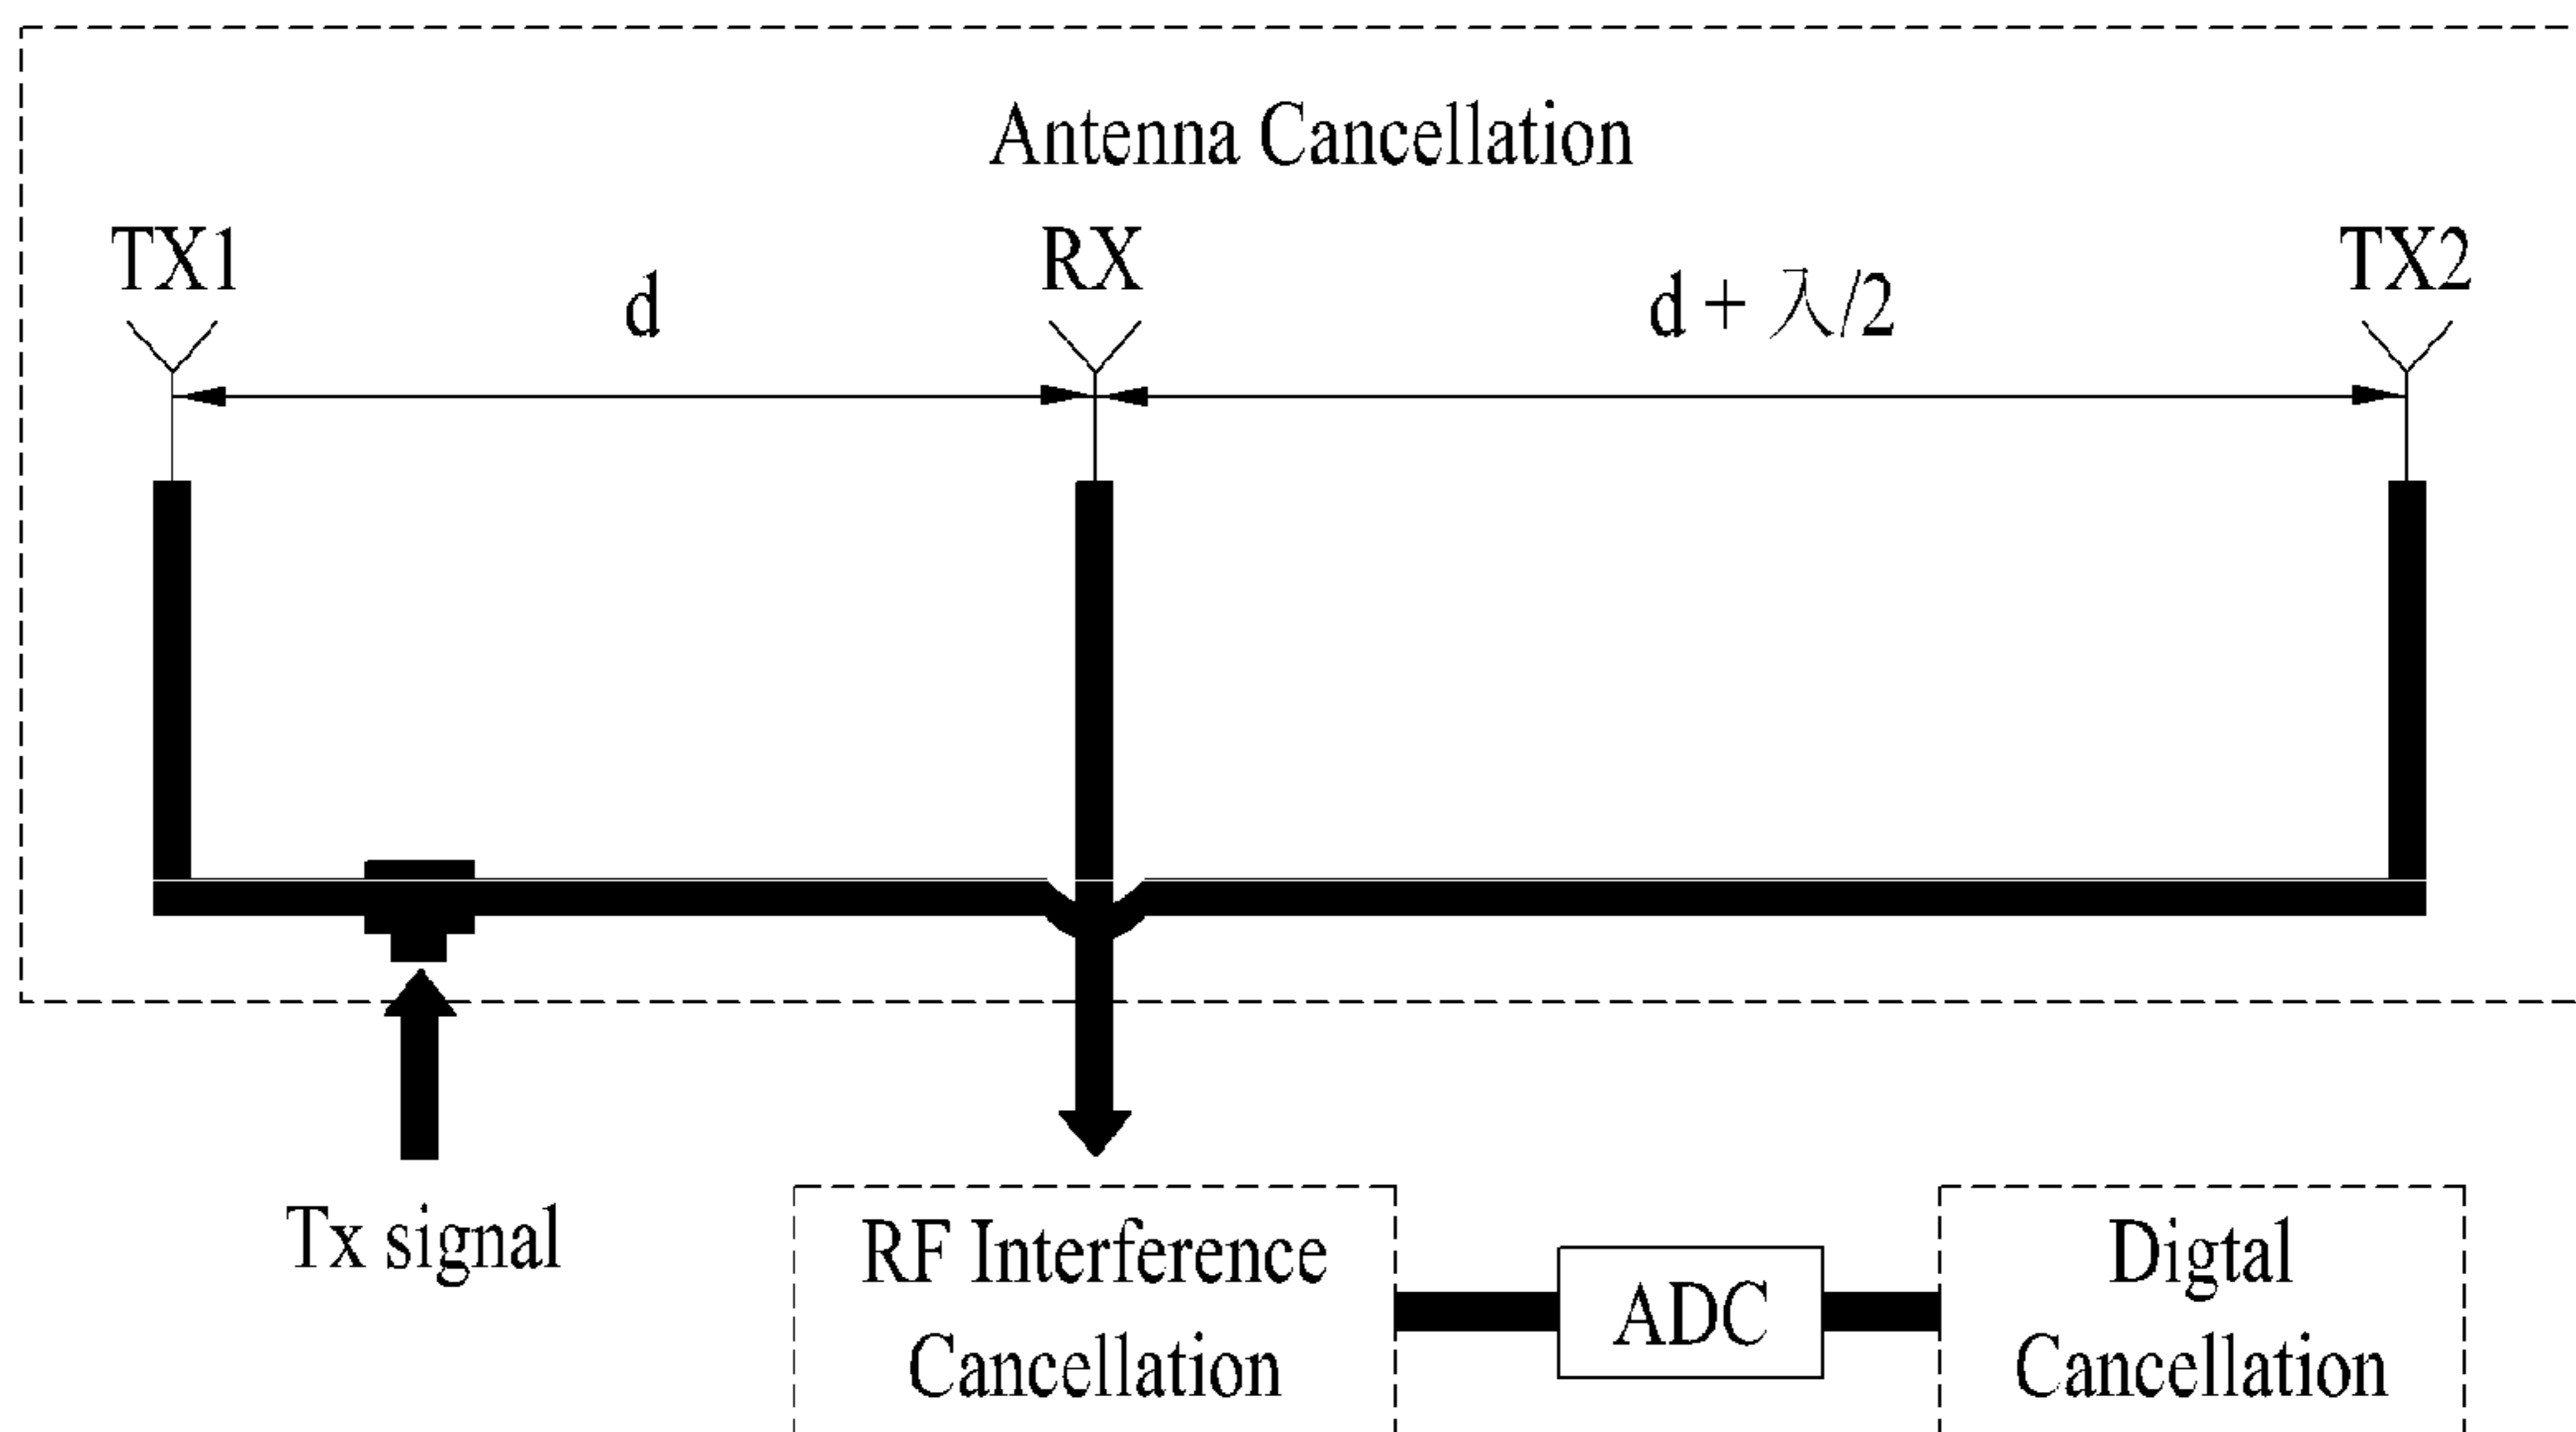 Antenna Cancellation
TX1
RX
TX2
d
d + 入/2
Tx signal
RF Interference
Cancellation
ADC
Digtal
Cancellation